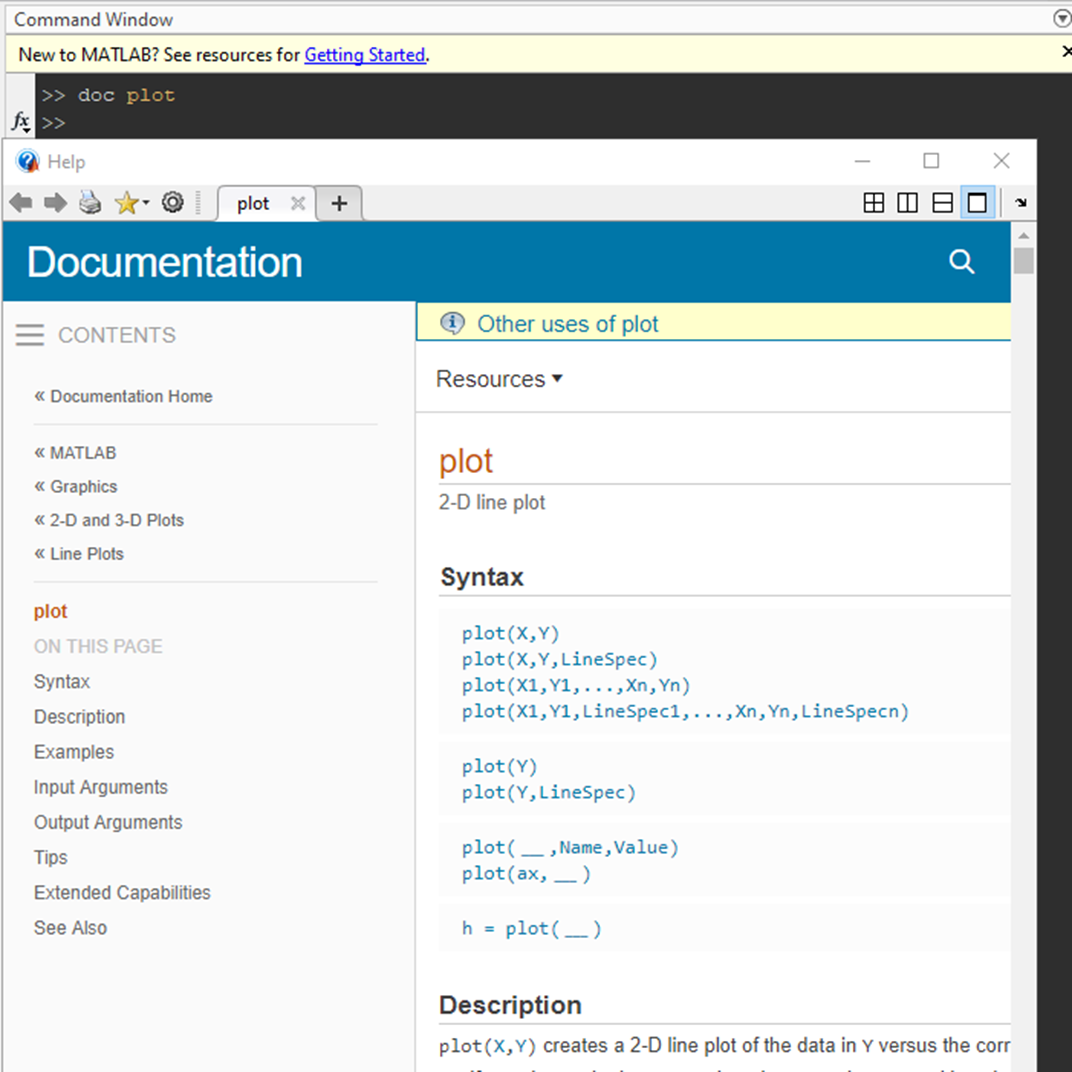 Command Window
New to MATLAB? See resources for Getting Started.
>> doc plot
fx >>
Help
plot
Documentation
CONTENTS
« Documentation Home
« MATLAB
« Graphics
« 2-D and 3-D Plots
« Line Plots
plot
ON THIS PAGE
Syntax
Description
Examples
Input Arguments
Output Arguments
Tips
Extended Capabilities
See Also
Other uses of plot
Resources
plot
2-D line plot
Syntax
plot(X,Y)
plot(X,Y,LineSpec)
plot(X1,Y1,...,Xn,Yn)
plot(X1,Y1,LineSpec1,...,Xn,Yn,LineSpecn)
plot(Y)
plot(Y,LineSpec)
plot(__,Name,Value)
plot(ax,__)
h = plot(__)
Description
plot(X,Y) creates a 2-D line plot of the data in Y versus the corr